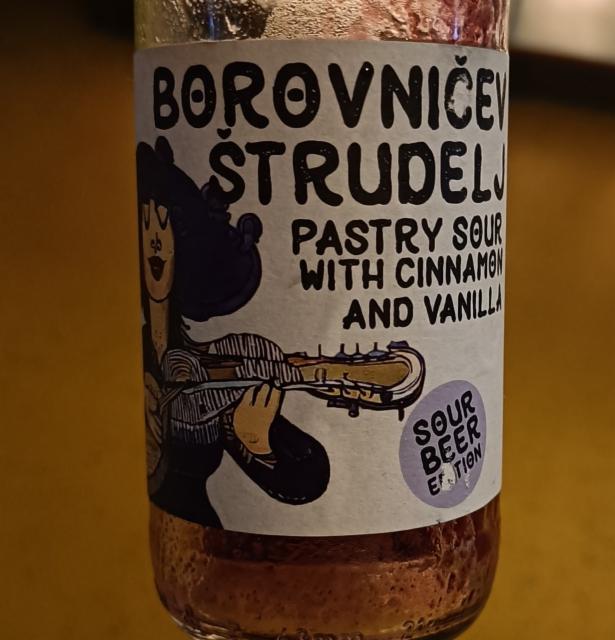 BOROVNIČEV
ŠTRUDELJ
PASTRY SOUR
WITH CINNAMON
AND VANILLA
SOUR
BEER
EDITION